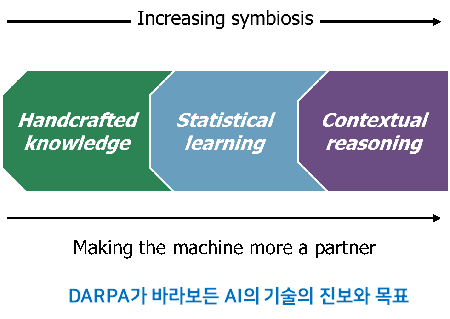 Increasing symbiosis
Handcrafted
knowledge
Statistical
learning
Contextual
reasoning
Making the machine more a partner
DARPA가 바라보든 AI의 기술의 진보와 목표